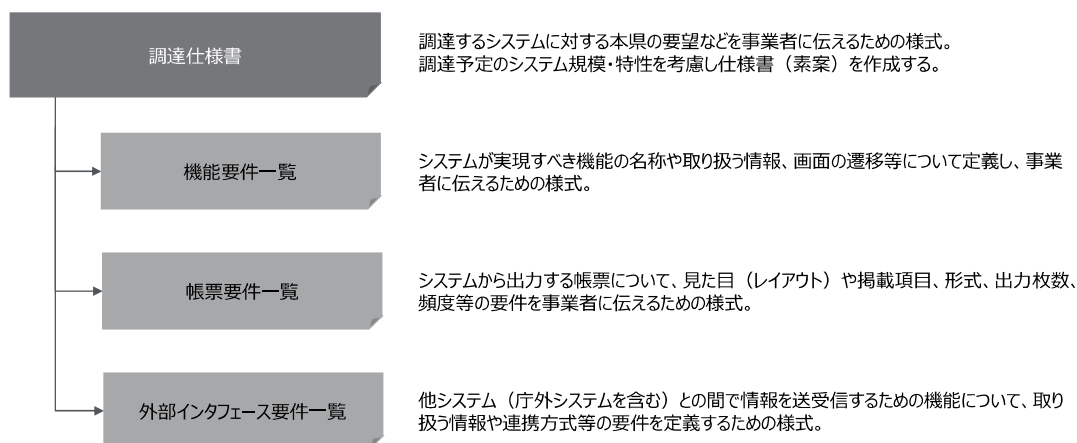 調達仕様書
調達するシステムに対する本県の要望などを事業者に伝えるための様式。
調達予定のシステム規模・特性を考慮し仕様書（素案）を作成する。
機能要件一覧
システムが実現すべき機能の名称や取り扱う情報、画面の遷移等について定義し、事業
者に伝えるための様式。
帳票要件一覧
システムから出力する帳票について、見た目（レイアウト）や掲載項目、形式、出力枚数、
頻度等の要件を事業者に伝えるための様式。
外部インタフェース要件一覧
他システム（庁外システムを含む）との間で情報を送受信するための機能について、取り
扱う情報や連携方式等の要件を定義するための様式。